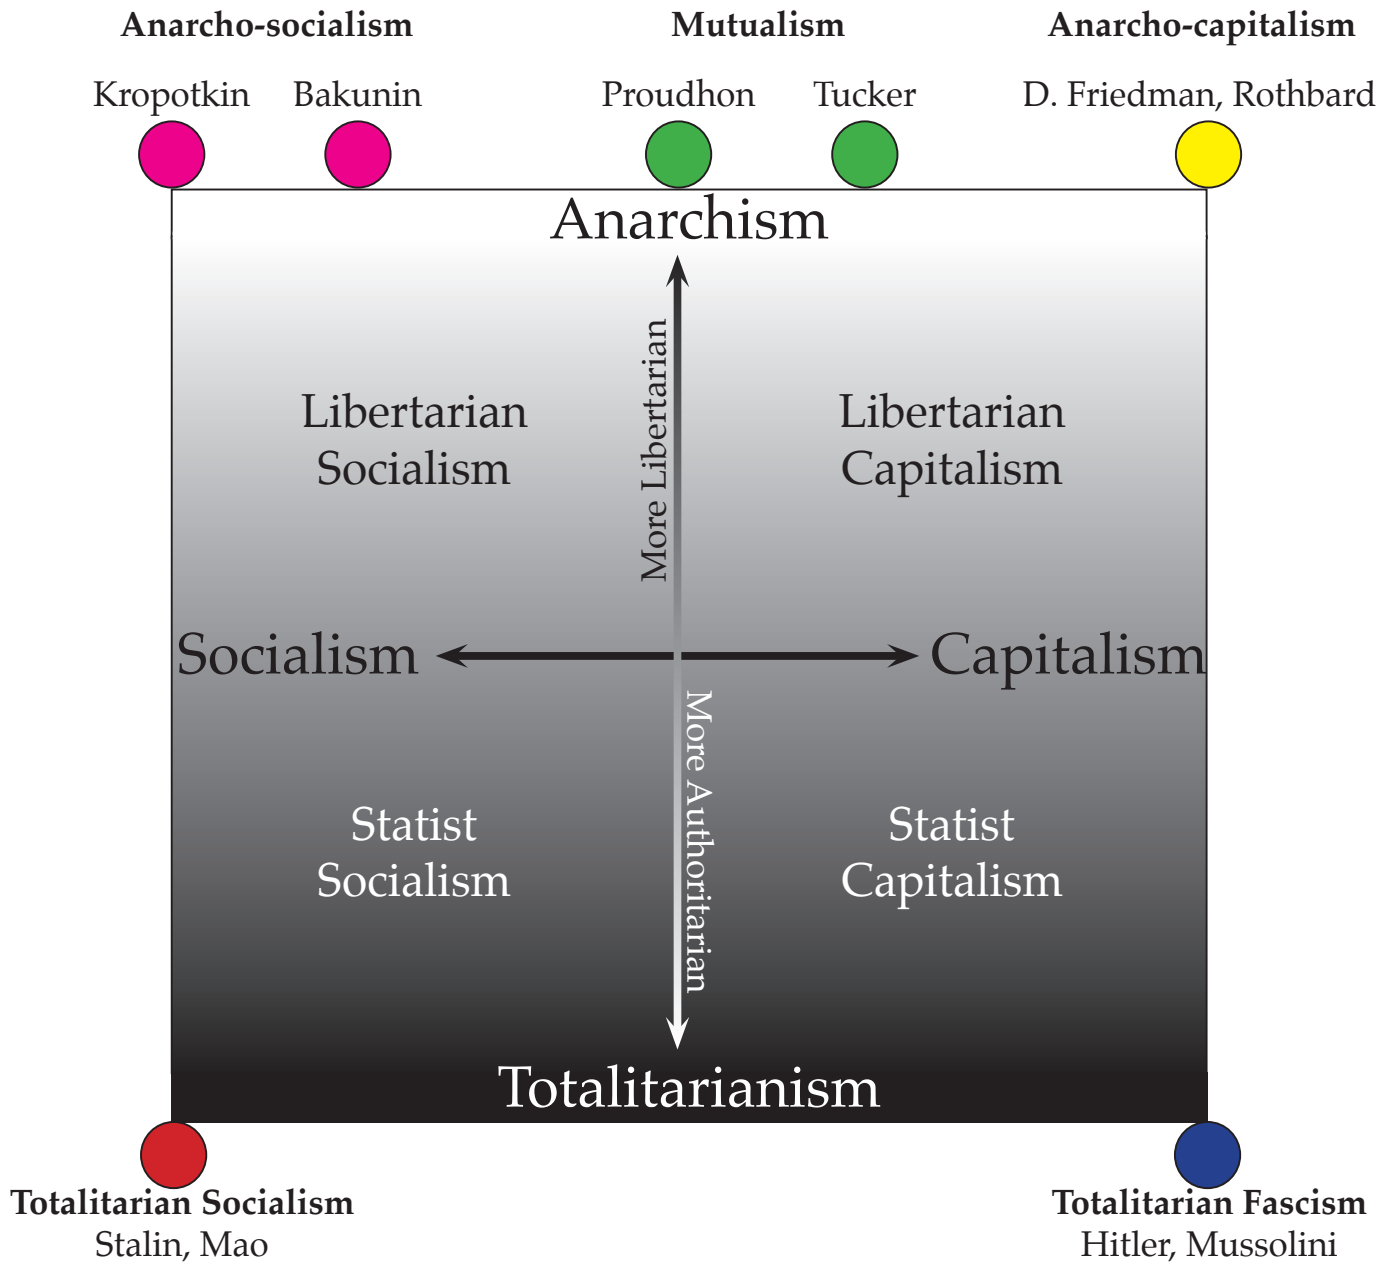 Anarcho-socialism Mutualism Anarcho-capitalism
Kropotkin Bakunin Proudhon Tucker D. Friedman, Rothbard
Anarchism
More Libertarian
Libertarian Libertarian
Socialism Capitalism
Socialism Capitalism
More Authoritarian
Statist Statist
Socialism Capitalism
Totalitarianism
Totalitarian Socialism Totalitarian Fascism
Stalin, Mao Hitler, Mussolini